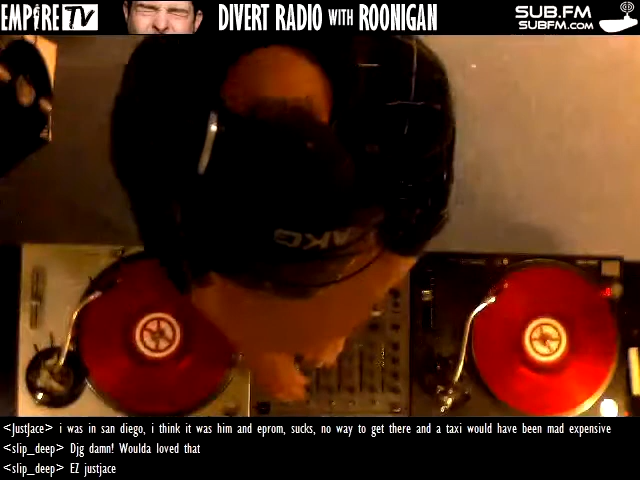 EMPIRE TV
DIVERT RADIO WITH ROONIGAN
SUB.FM
SUBFM.COM
AKG
<JustJace> i was in san diego, i think it was him and eprom, sucks, no way to get there and a taxi would have been mad expensive
<slip_deep> Djg damn! Woulda loved that
<slip_deep> EZ justjace